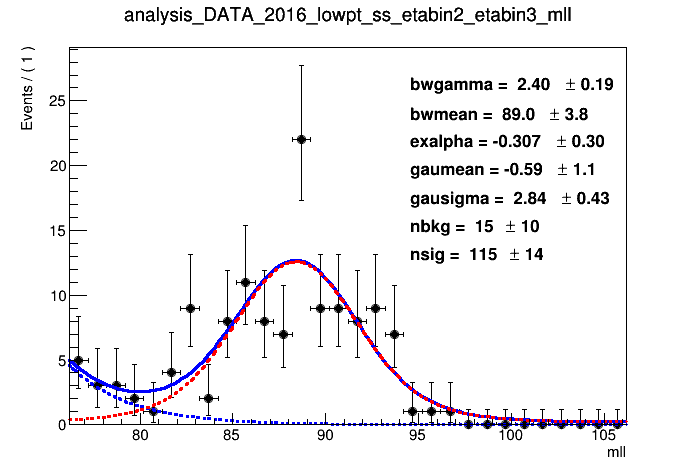 analysis_DATA_2016_lowpt_ss_etabin2_etabin3_mll
Events / ( 1 )
25
20
15
10
5
0
bwgamma = 2.40 ± 0.19
bwmean = 89.0 ± 3.8
exalpha = -0.307 ± 0.30
gaumean = -0.59 ± 1.1
gausigma = 2.84 ± 0.43
nbkg = 15 ± 10
nsig = 115 ± 14
80 85 90 95 100 105
mll